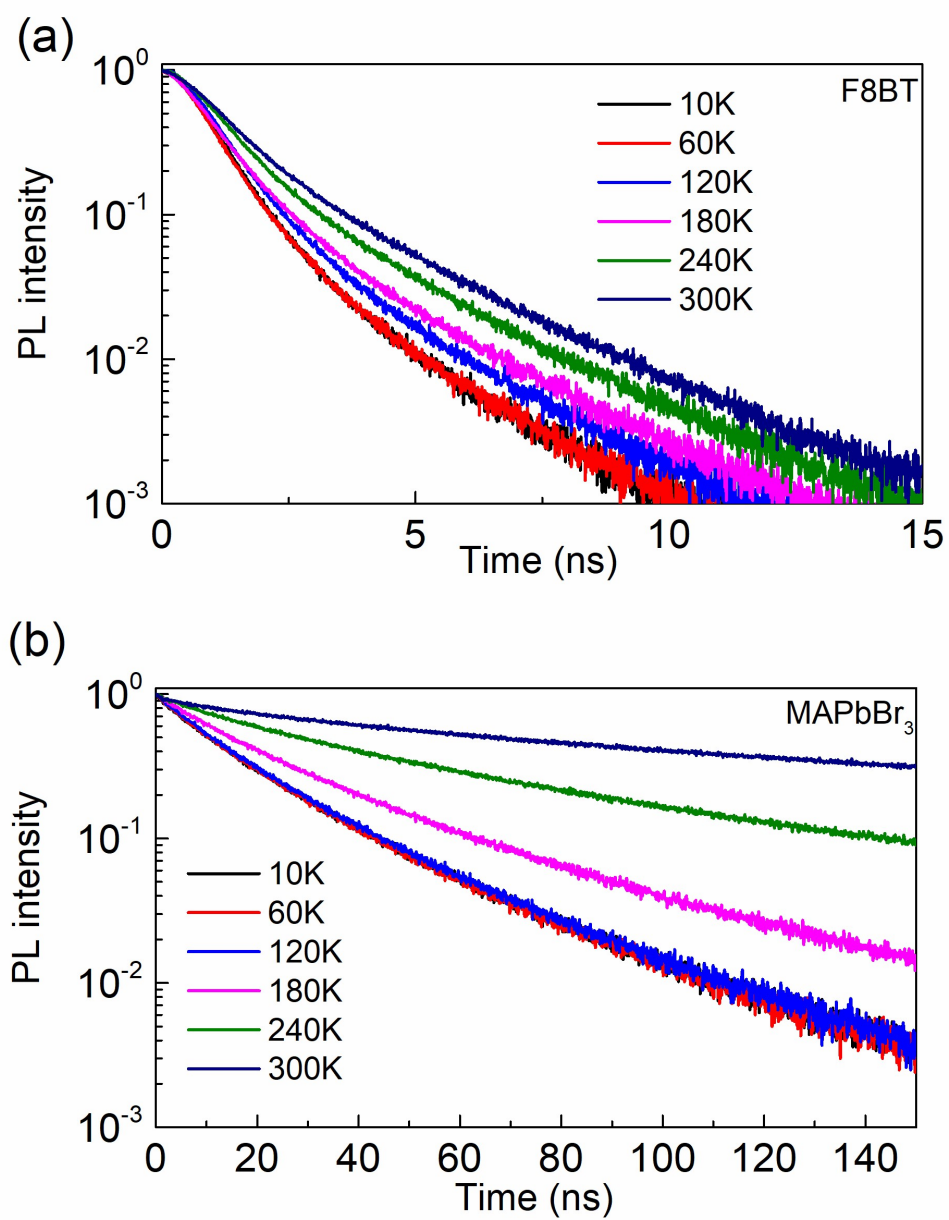 (a)
F8BT
10K
60K
120K
180K
240K
300K
PL intensity
10⁰
10⁻¹
10⁻²
10⁻³
0 5 10 15
Time (ns)
(b)
MAPbBr₃
PL intensity
10⁰
10⁻¹
10⁻²
10⁻³
10K
60K
120K
180K
240K
300K
0 20 40 60 80 100 120 140
Time (ns)